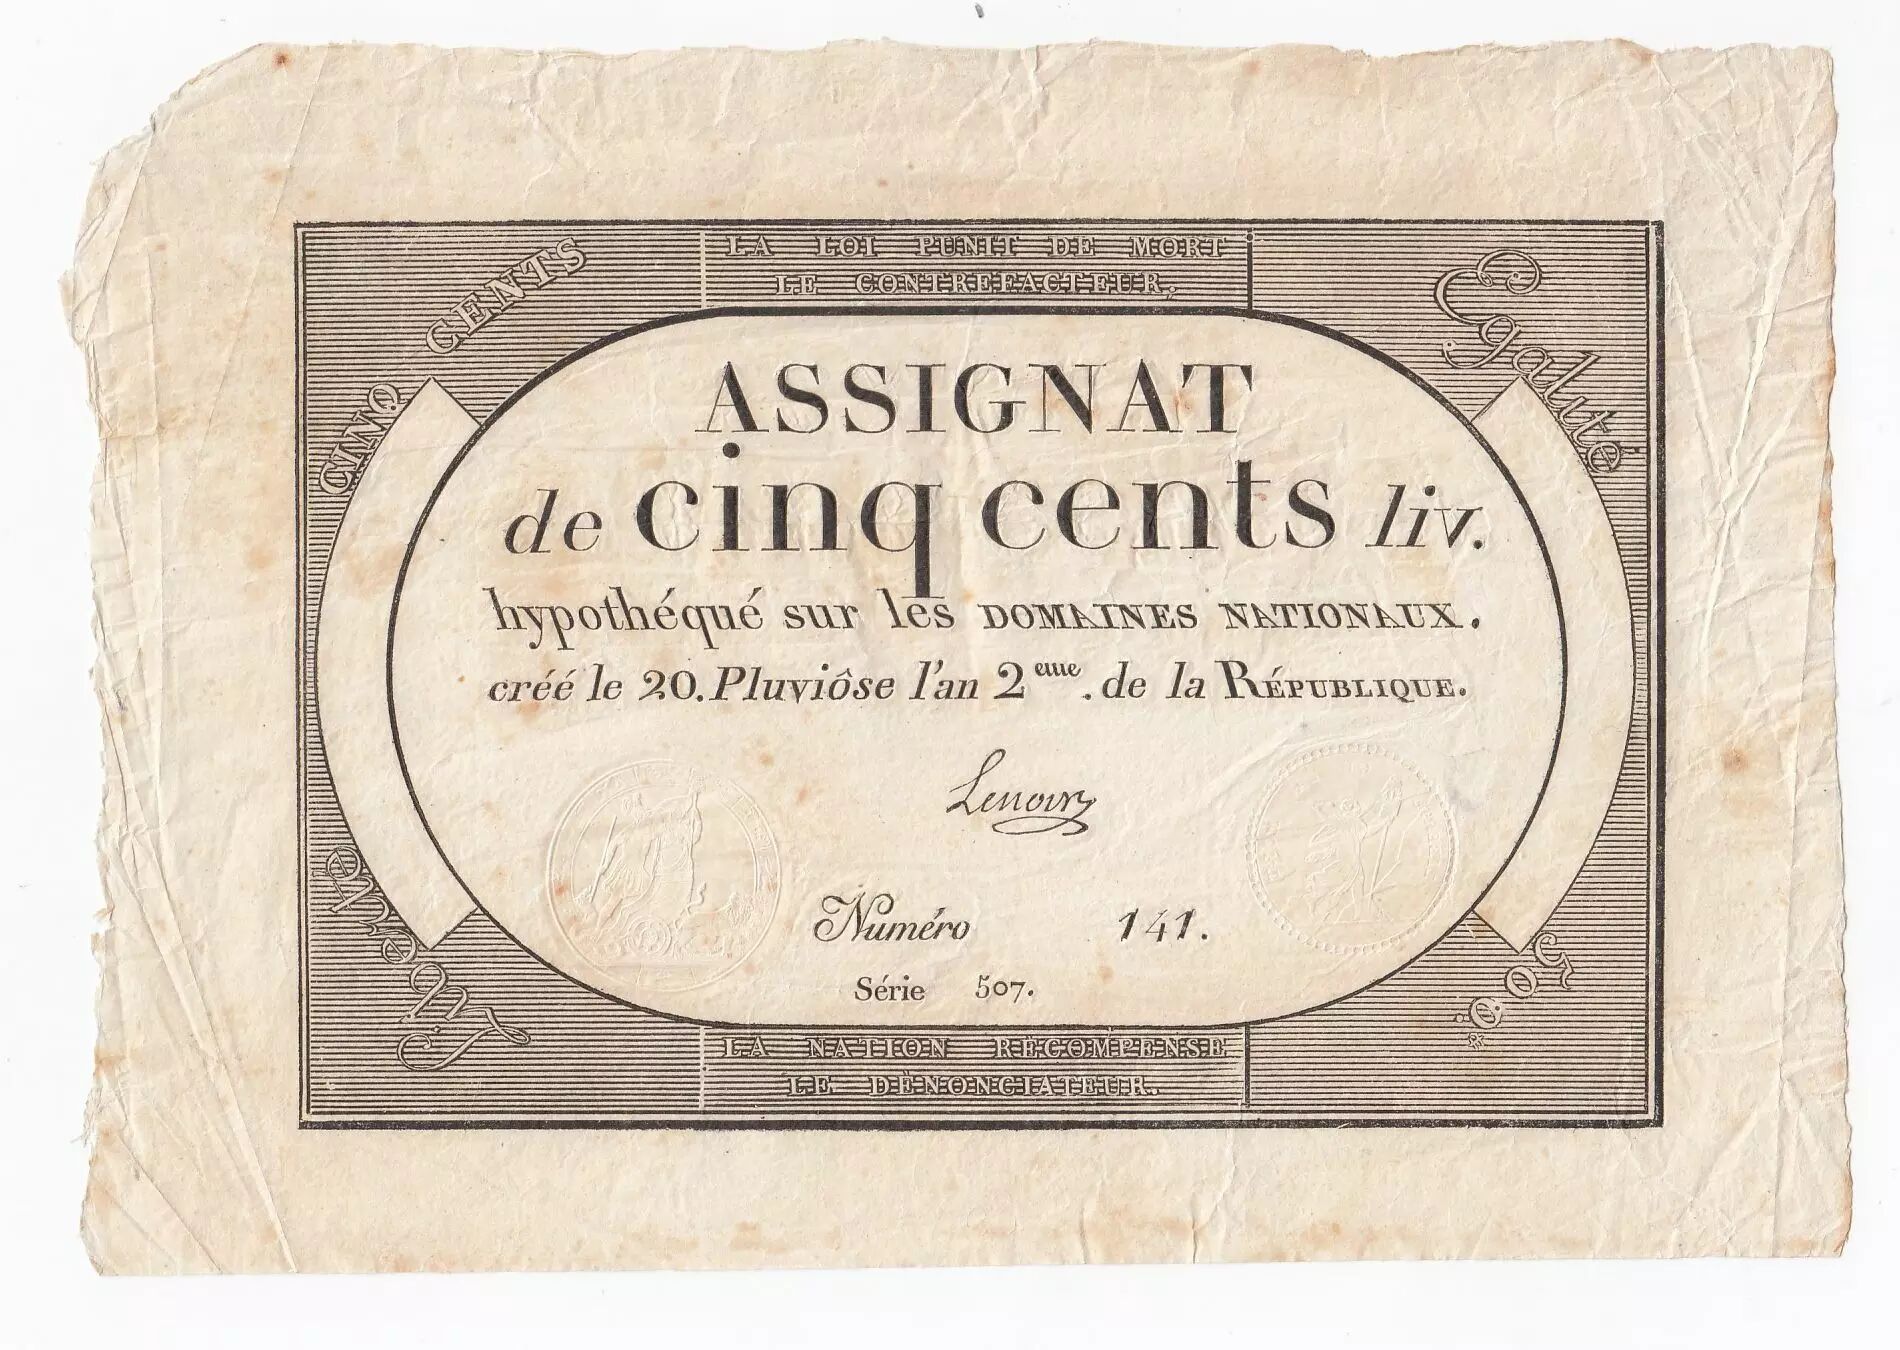 LA LOI PUNIT DE MORT
LE CONTREFACTEUR.
CINQ CENTS
Egalité
ASSIGNAT
de cinq cents liv.
hypothéqué sur les DOMAINES NATIONAUX.
créé le 20. Pluviôse l'an 2eme. de la RÉPUBLIQUE.
Lenoir
Numéro 141.
Série 507.
500.tt
LA NATION RÉCOMPENSE
LE DÉNONCIATEUR.